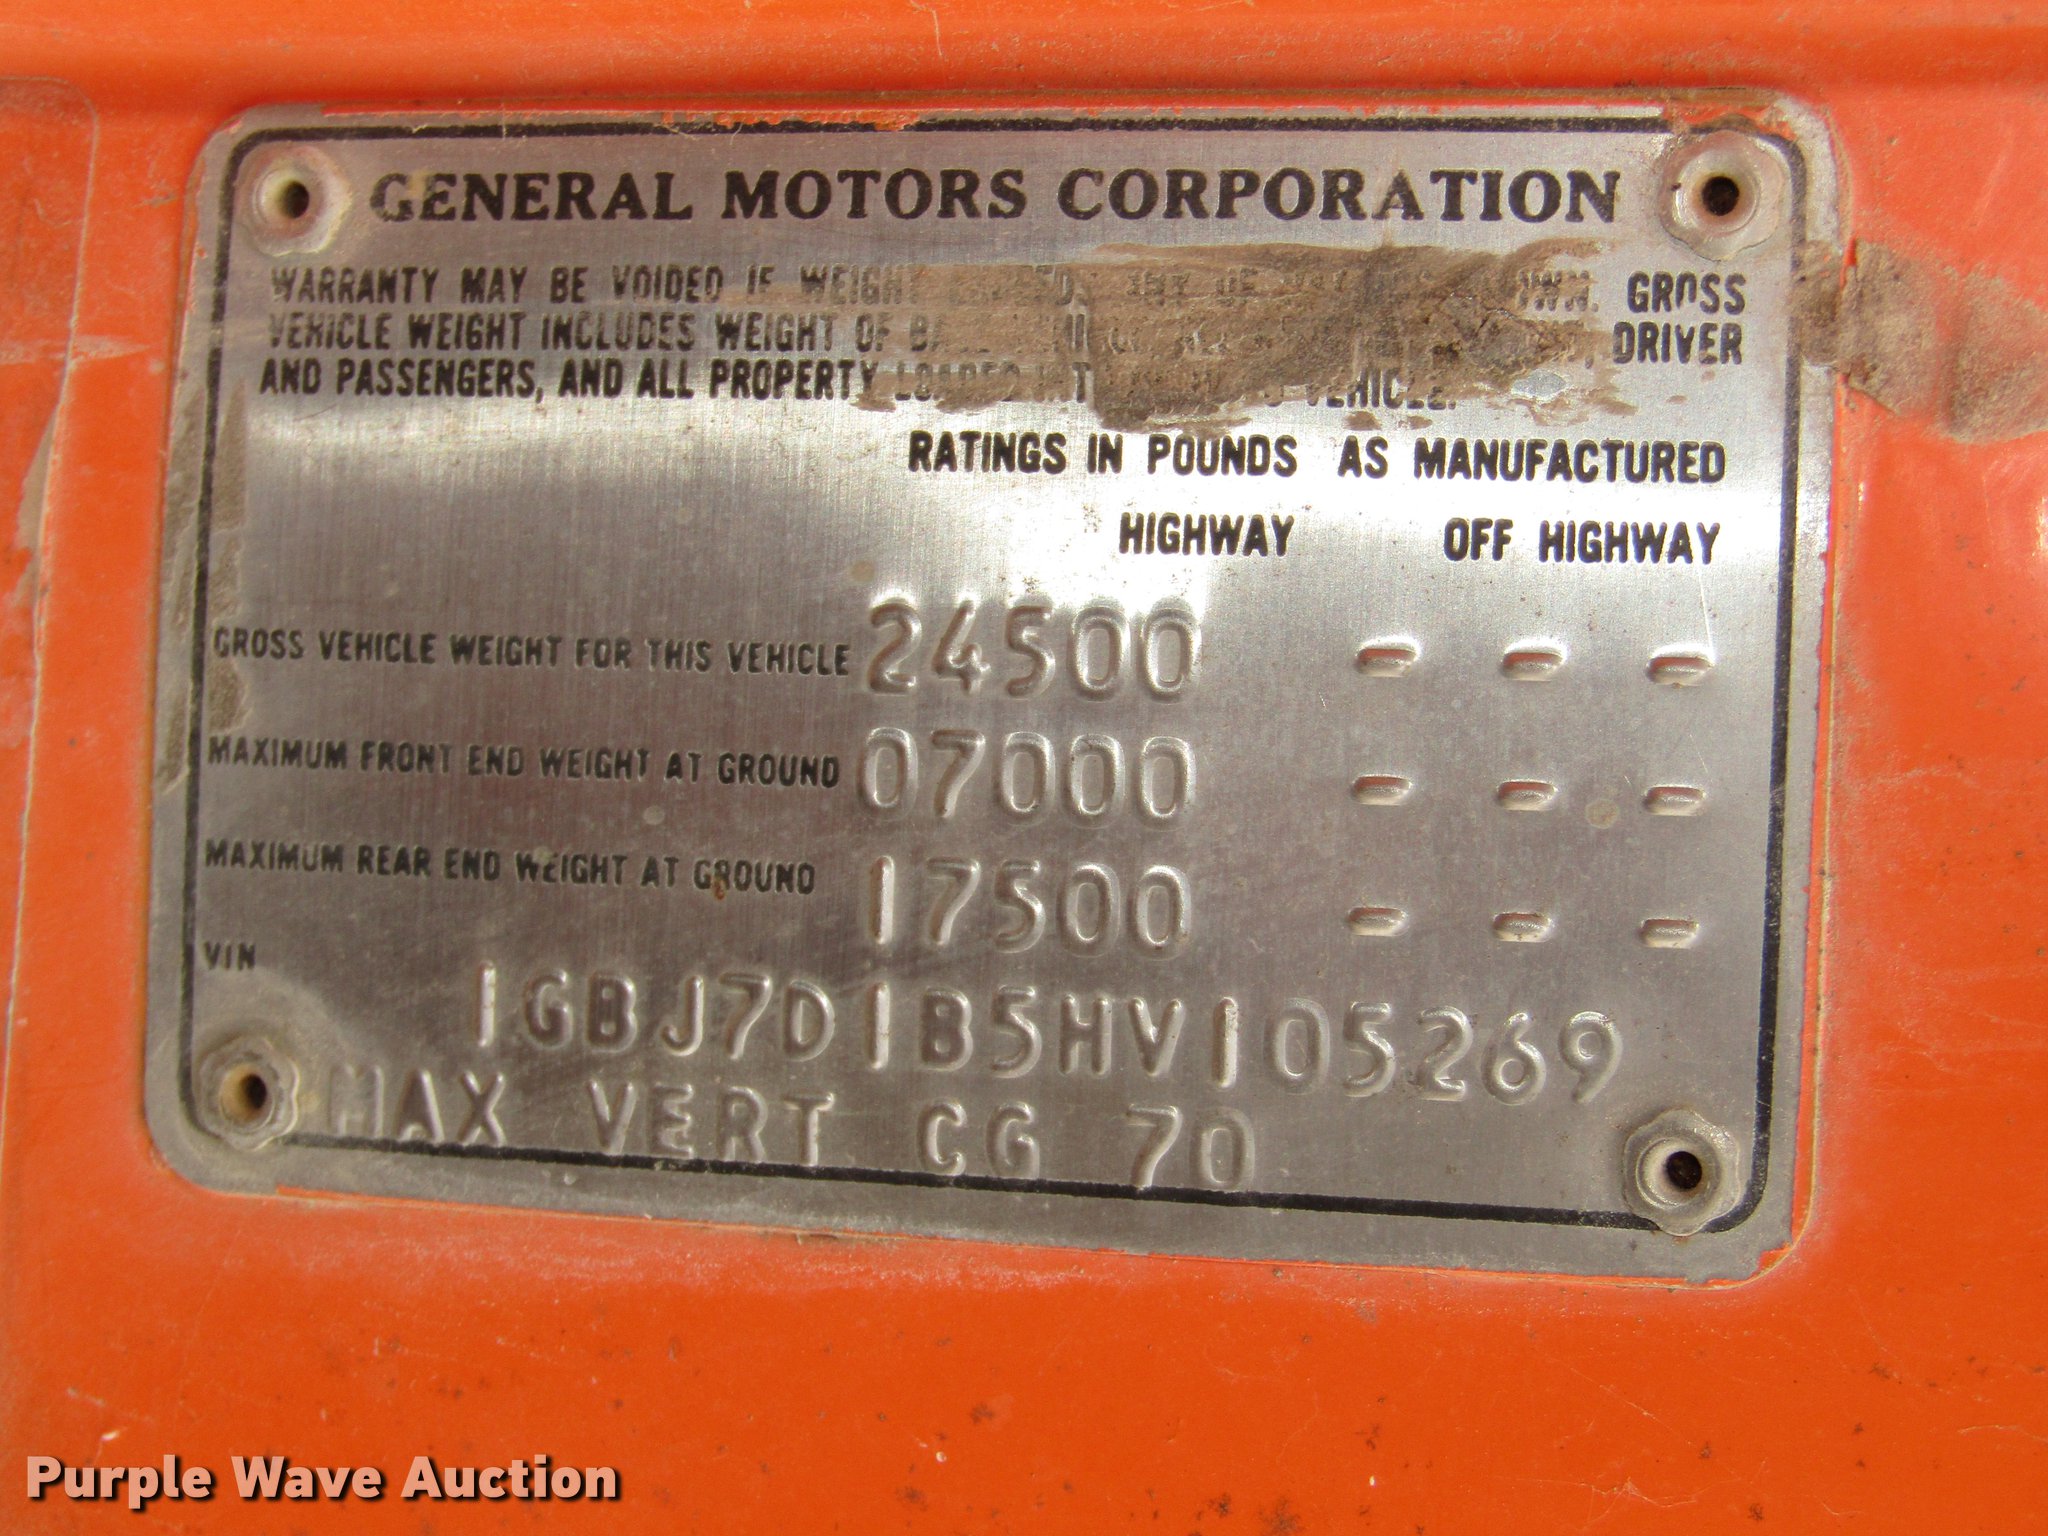 GENERAL MOTORS CORPORATION
WARRANTY MAY BE VOIDED IF WEIGHT OF GROSS
VEHICLE WEIGHT INCLUDES WEIGHT OF DRIVER
AND PASSENGERS, AND ALL PROPERTY LOADED VEHICLE.
RATINGS IN POUNDS AS MANUFACTURED
HIGHWAY OFF HIGHWAY
GROSS VEHICLE WEIGHT FOR THIS VEHICLE 24500 - - -
MAXIMUM FRONT END WEIGHT AT GROUND 07000 - - -
MAXIMUM REAR END WEIGHT AT GROUND 17500 - - -
VIN
1GBJ7D1B5HV105269
MAX VERT CG 70
Purple Wave Auction